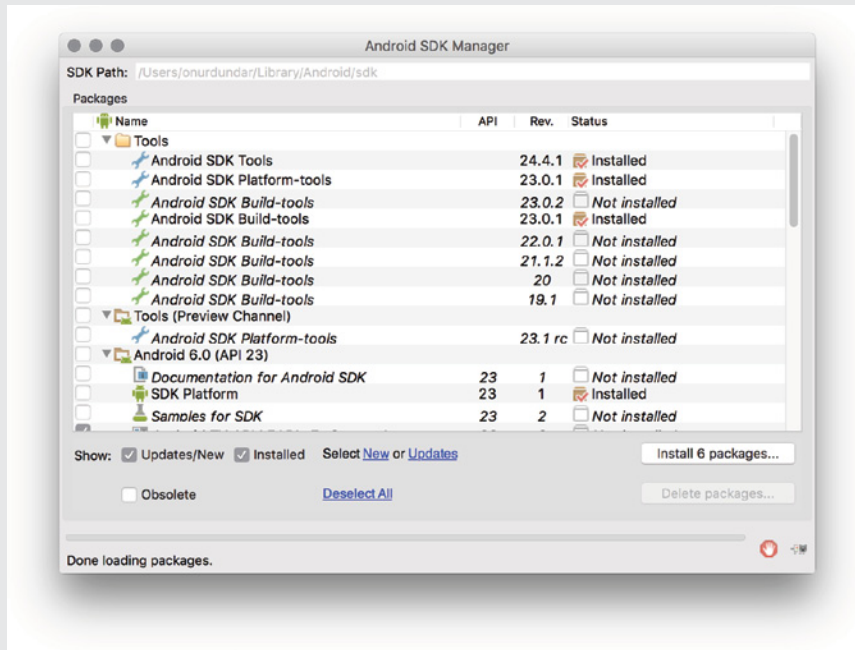 Android SDK Manager
SDK Path: /Users/onurdundar/Library/Android/sdk
Packages
Name API Rev. Status
Tools
Android SDK Tools 24.4.1 Installed
Android SDK Platform-tools 23.0.1 Installed
Android SDK Build-tools 23.0.2 Not installed
Android SDK Build-tools 23.0.1 Installed
Android SDK Build-tools 22.0.1 Not installed
Android SDK Build-tools 21.1.2 Not installed
Android SDK Build-tools 20 Not installed
Android SDK Build-tools 19.1 Not installed
Tools (Preview Channel)
Android SDK Platform-tools 23.1 rc Not installed
Android 6.0 (API 23)
Documentation for Android SDK 23 1 Not installed
SDK Platform 23 1 Installed
Samples for SDK 23 2 Not installed
Show: Updates/New Installed Select New or Updates Install 6 packages...
Obsolete Deselect All Delete packages...
Done loading packages.